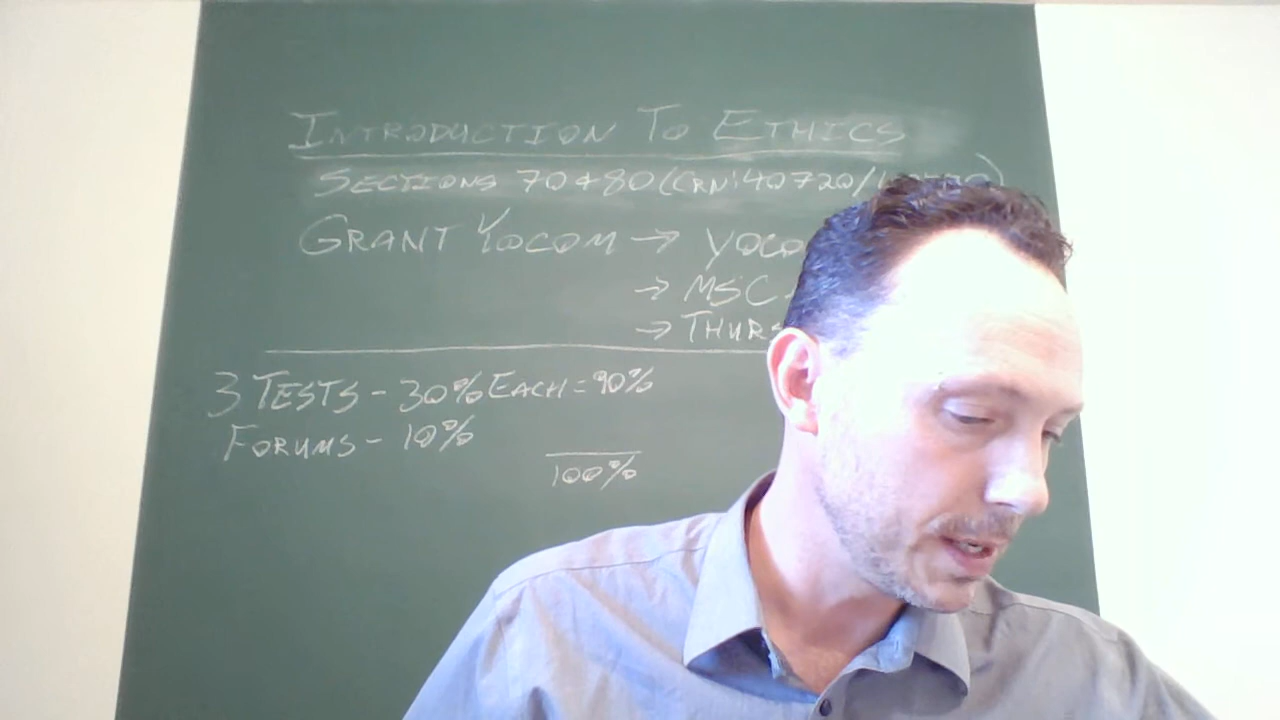 INTRODUCTION TO ETHICS
SECTIONS 70 & 80 (CRN: 40720/
GRANT YOCOM → YOCO
→ MSC
→ THURS
3 TESTS - 30% EACH = 90%
FORUMS - 10%
100%